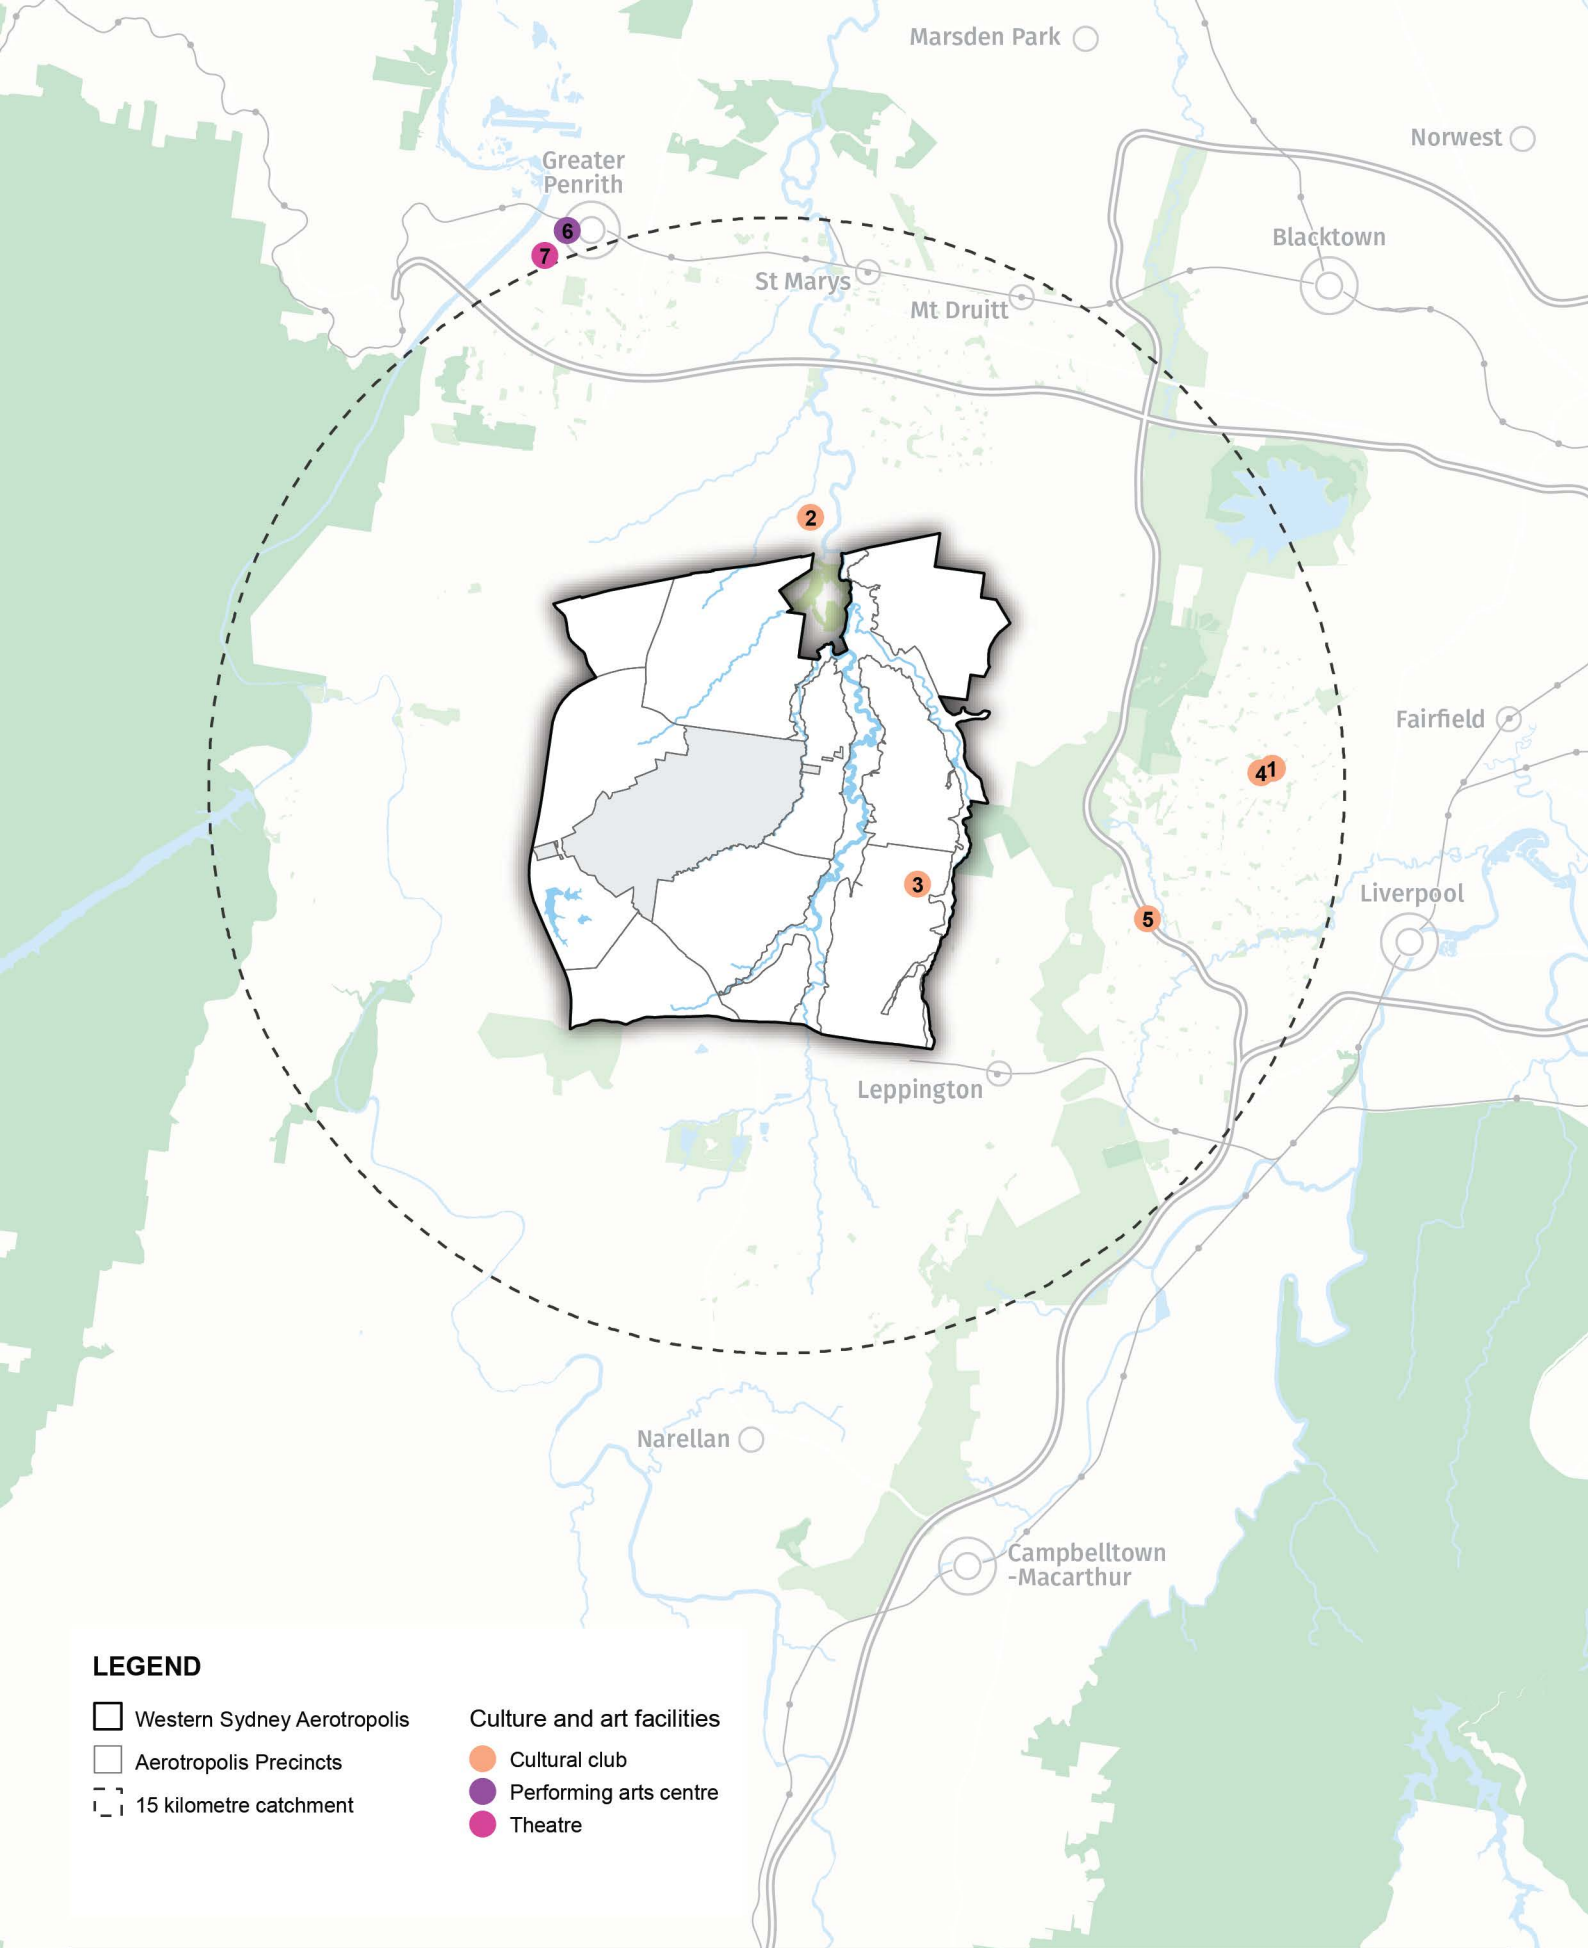 Marsden Park
Norwest
Greater
Penrith
6
7
Blacktown
St Marys
Mt Druitt
2
Fairfield
4
1
3
Liverpool
5
Leppington
Narellan
Campbelltown
-Macarthur
LEGEND
Western Sydney Aerotropolis
Aerotropolis Precincts
15 kilometre catchment
Culture and art facilities
Cultural club
Performing arts centre
Theatre